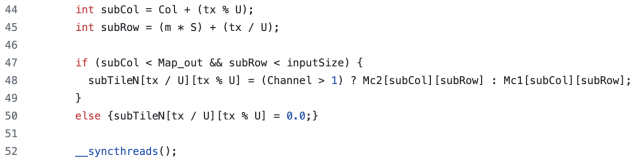 44 int subCol = Col + (tx % U);
45 int subRow = (m * S) + (tx / U);
46
47 if (subCol < Map_out && subRow < inputSize) {
48 subTileN[tx / U][tx % U] = (Channel > 1) ? Mc2[subCol][subRow] : Mc1[subCol][subRow];
49 }
50 else {subTileN[tx / U][tx % U] = 0.0;}
51
52 __syncthreads();